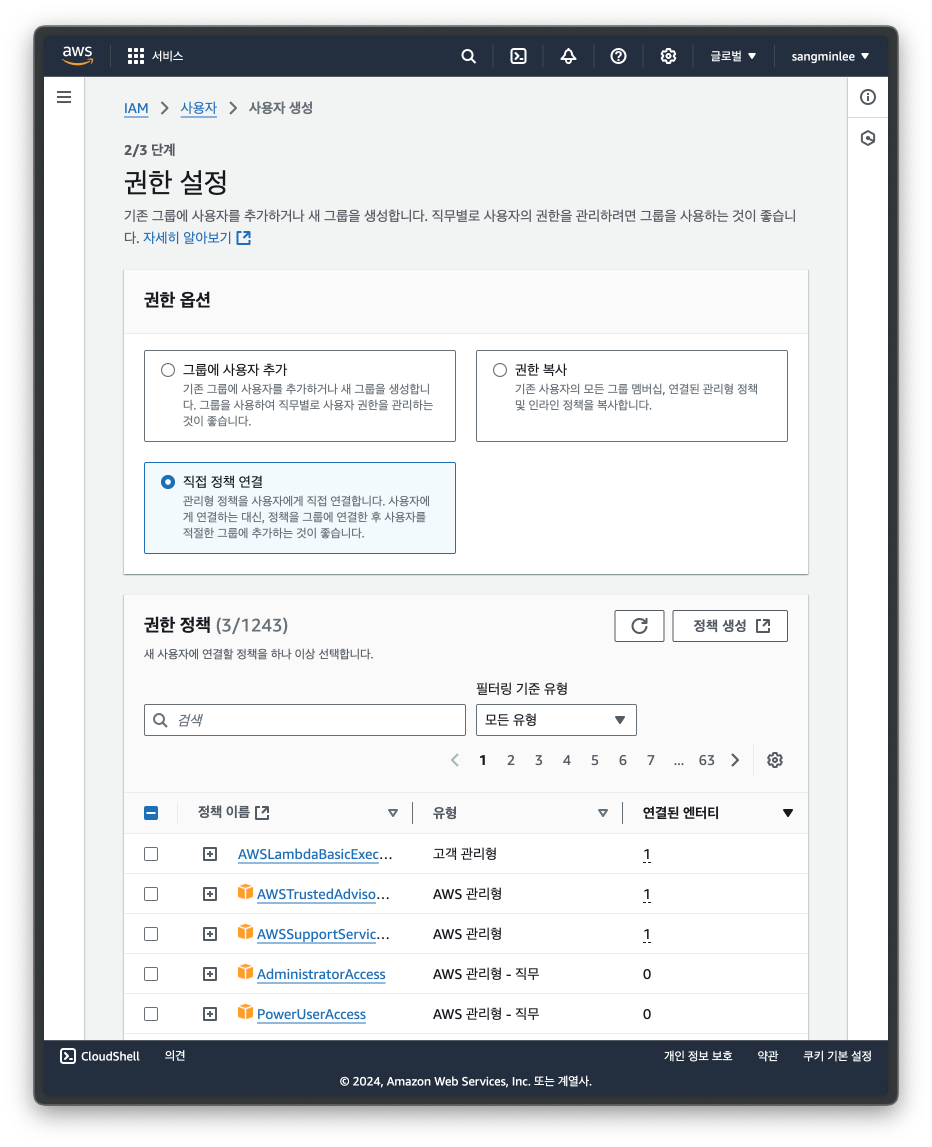 aws
서비스
글로벌 ▼
sangminlee ▼
IAM > 사용자 > 사용자 생성
2/3 단계
권한 설정
기존 그룹에 사용자를 추가하거나 새 그룹을 생성합니다. 직무별로 사용자의 권한을 관리하려면 그룹을 사용하는 것이 좋습니
다. 자세히 알아보기
권한 옵션
그룹에 사용자 추가
기존 그룹에 사용자를 추가하거나 새 그룹을 생성합니
다. 그룹을 사용하여 직무별로 사용자 권한을 관리하는
것이 좋습니다.
권한 복사
기존 사용자의 모든 그룹 멤버십, 연결된 관리형 정책
및 인라인 정책을 복사합니다.
직접 정책 연결
관리형 정책을 사용자에게 직접 연결합니다. 사용자에
게 연결하는 대신, 정책을 그룹에 연결한 후 사용자를
적절한 그룹에 추가하는 것이 좋습니다.
권한 정책 (3/1243)
정책 생성
새 사용자에 연결할 정책을 하나 이상 선택합니다.
필터링 기준 유형
검색
모든 유형
1 2 3 4 5 6 7 ... 63
정책 이름
유형
연결된 엔터티
AWSLambdaBasicExec... 고객 관리형 1
AWSTrustedAdviso... AWS 관리형 1
AWSSupportServic... AWS 관리형 1
AdministratorAccess AWS 관리형 - 직무 0
PowerUserAccess AWS 관리형 - 직무 0
CloudShell 의견 개인 정보 보호 약관 쿠키 기본 설정
© 2024, Amazon Web Services, Inc. 또는 계열사.